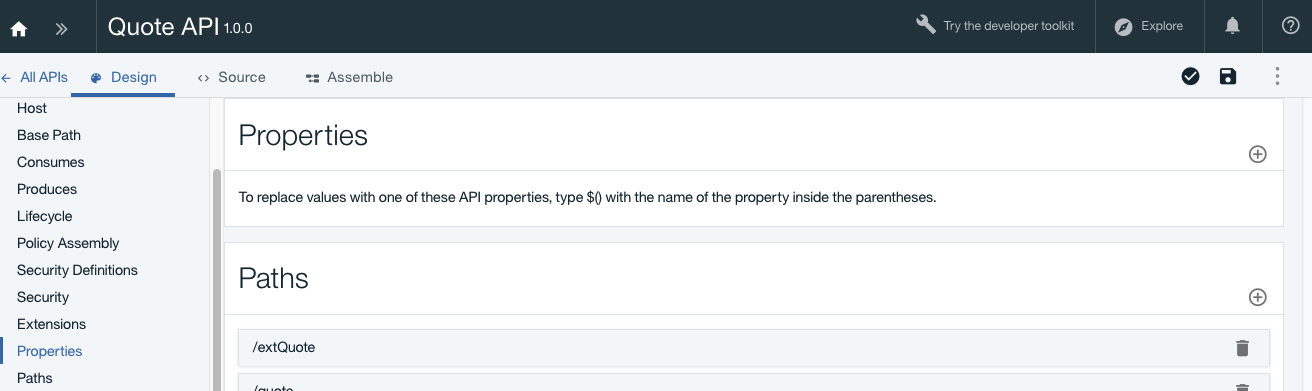 Quote API 1.0.0
Try the developer toolkit
Explore
All APIs
Design
Source
Assemble
Host
Base Path
Consumes
Produces
Lifecycle
Policy Assembly
Security Definitions
Security
Extensions
Properties
Paths
Properties
To replace values with one of these API properties, type $() with the name of the property inside the parentheses.
Paths
/extQuote
/quote